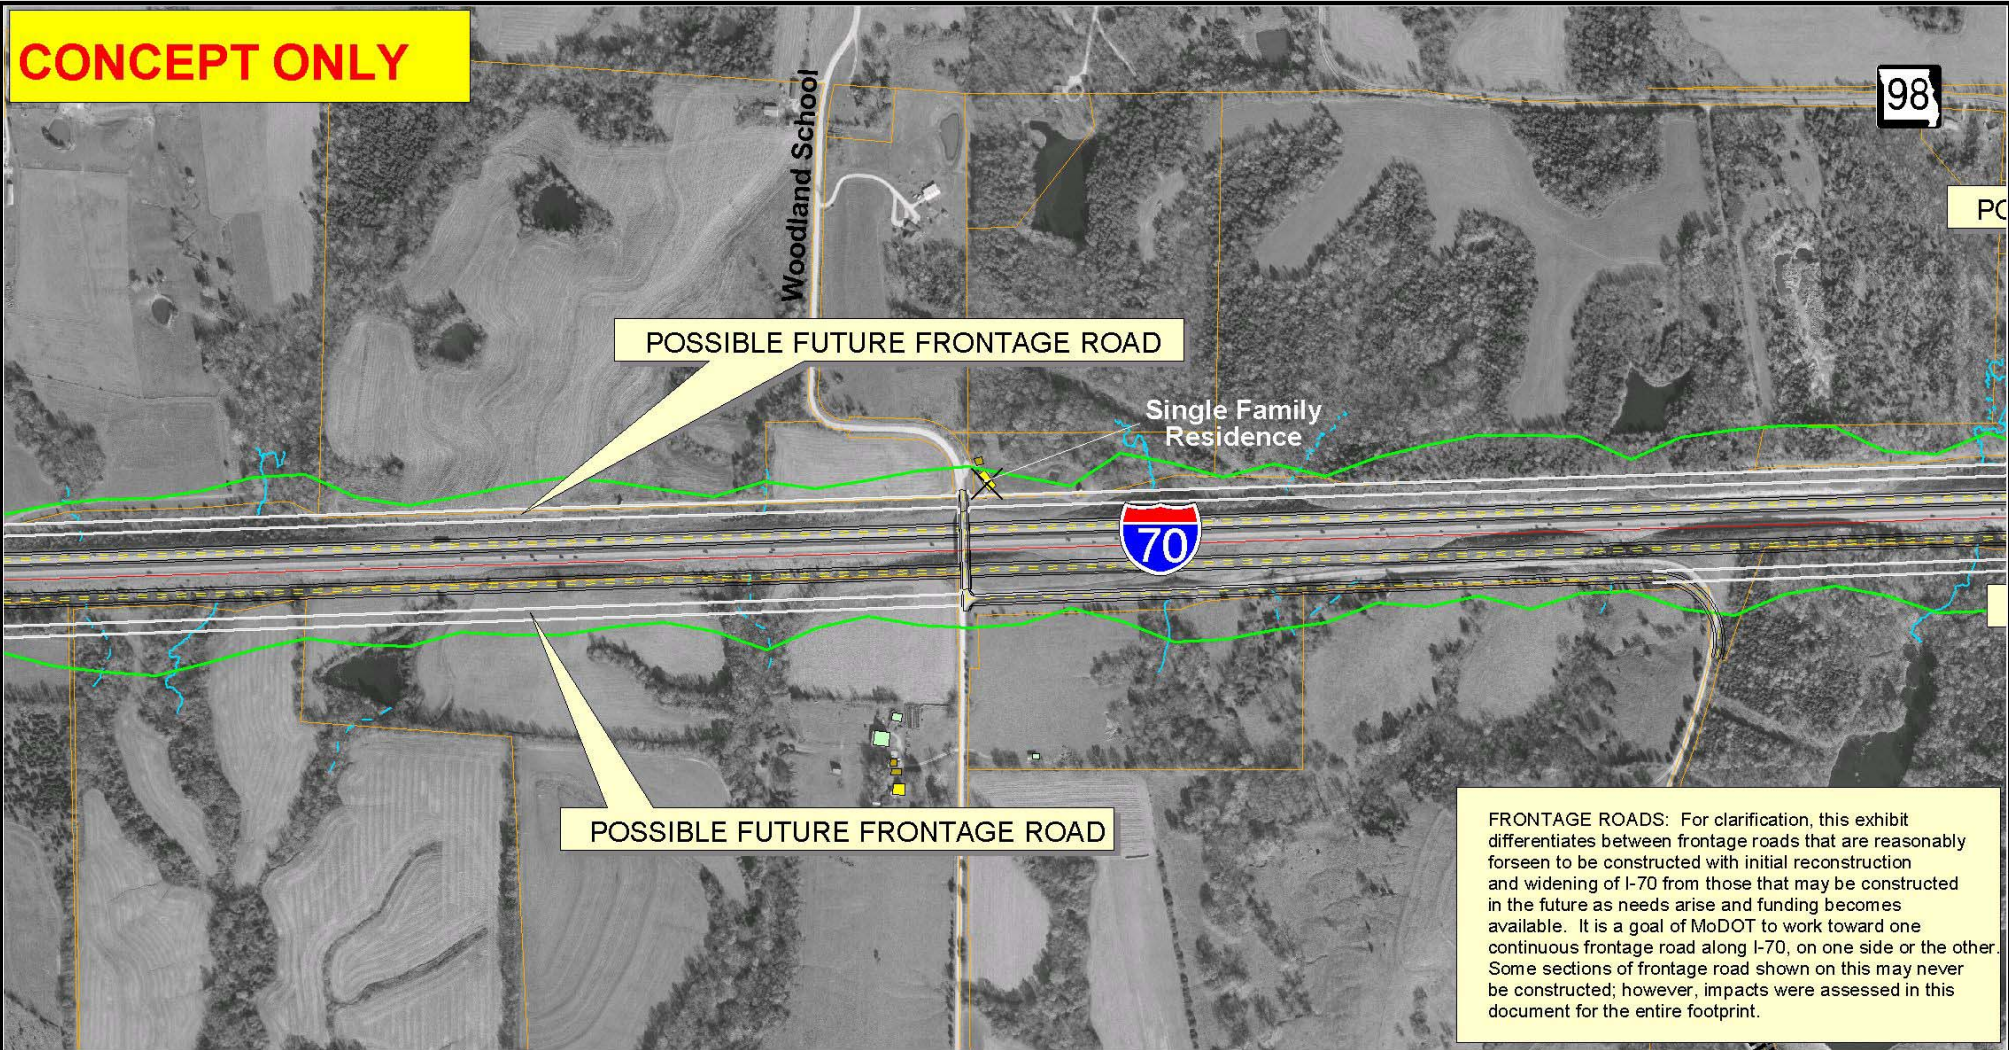 CONCEPT ONLY
Woodland School
98
POSSIBLE FUTURE FRONTAGE ROAD
Single Family
Residence
70
POSSIBLE FUTURE FRONTAGE ROAD
FRONTAGE ROADS: For clarification, this exhibit
differentiates between frontage roads that are reasonably
forseen to be constructed with initial reconstruction
and widening of I-70 from those that may be constructed
in the future as needs arise and funding becomes
available. It is a goal of MoDOT to work toward one
continuous frontage road along I-70, on one side or the other.
Some sections of frontage road shown on this may never
be constructed; however, impacts were assessed in this
document for the entire footprint.